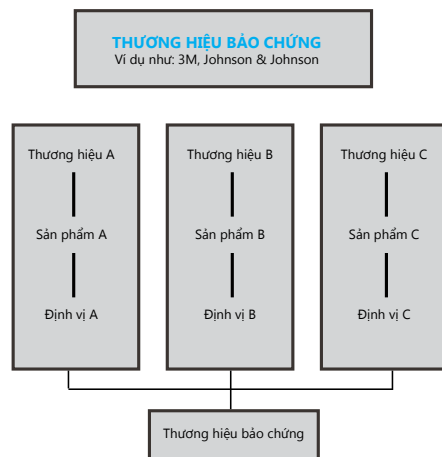 THƯƠNG HIỆU BẢO CHỨNG
Ví dụ như: 3M, Johnson & Johnson
Thương hiệu A
Sản phẩm A
Định vị A
Thương hiệu B
Sản phẩm B
Định vị B
Thương hiệu C
Sản phẩm C
Định vị C
Thương hiệu bảo chứng